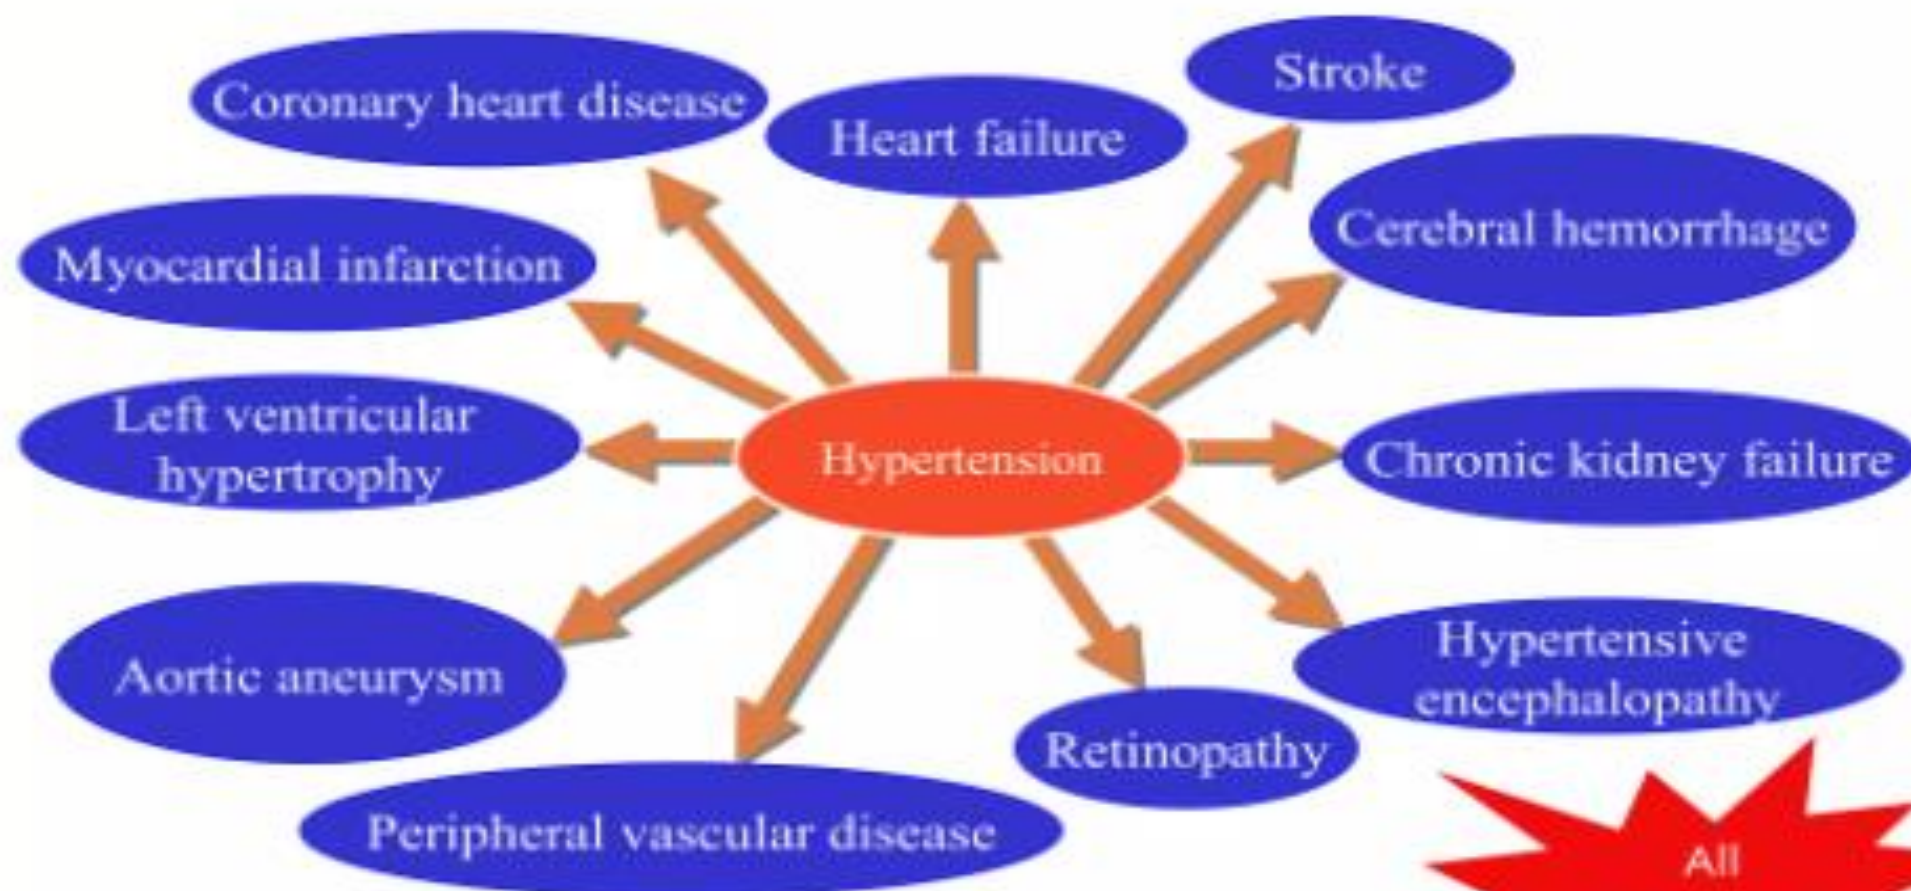 Stroke
Coronary heart disease
Heart failure
Cerebral hemorrhage
Myocardial infarction
Left ventricular
hypertrophy
Hypertension
Chronic kidney failure
Aortic aneurysm
Hypertensive
encephalopathy
Retinopathy
Peripheral vascular disease
All